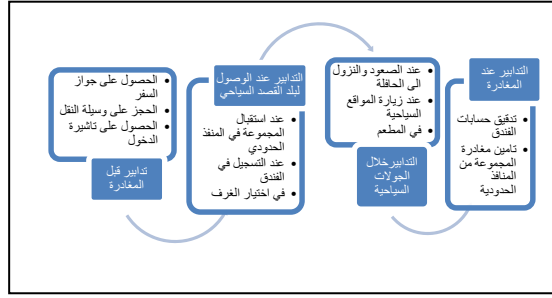 الحصول على جواز
السفر
الحجز على وسيلة النقل
الحصول على تاشيرة
الدخول
تدابير قبل
المغادرة
التدابير عند الوصول
لبلد القصد السياحي
عند استقبال
المجموعة في المنفذ
الحدودي
عند التسجيل في
الفندق
في اختيار الغرف
عند الصعود والنزول
الى الحافلة
عند زيارة المواقع
السياحية
في المطعم
التدابيرخلال
الجولات
السياحية
التدابير عند
المغادرة
تدقيق حسابات
الفندق
تامين مغادرة
المجموعة من
المنافذ
الحدودية